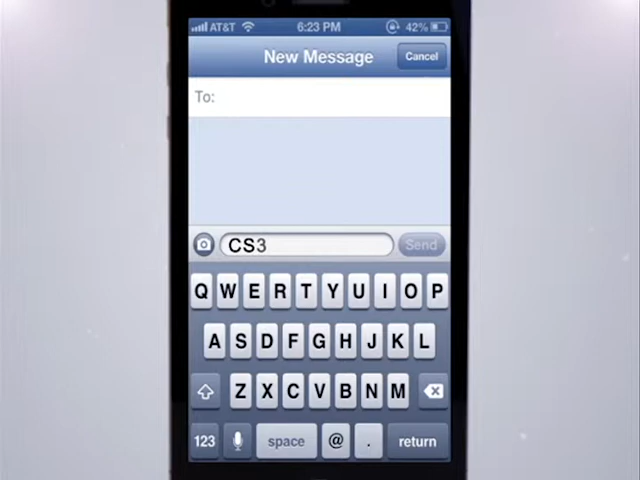 AT&T 6:23 PM 42%
New Message Cancel
To:
CS3 Send
Q W E R T Y U I O P
A S D F G H J K L
Z X C V B N M
123 space @ . return